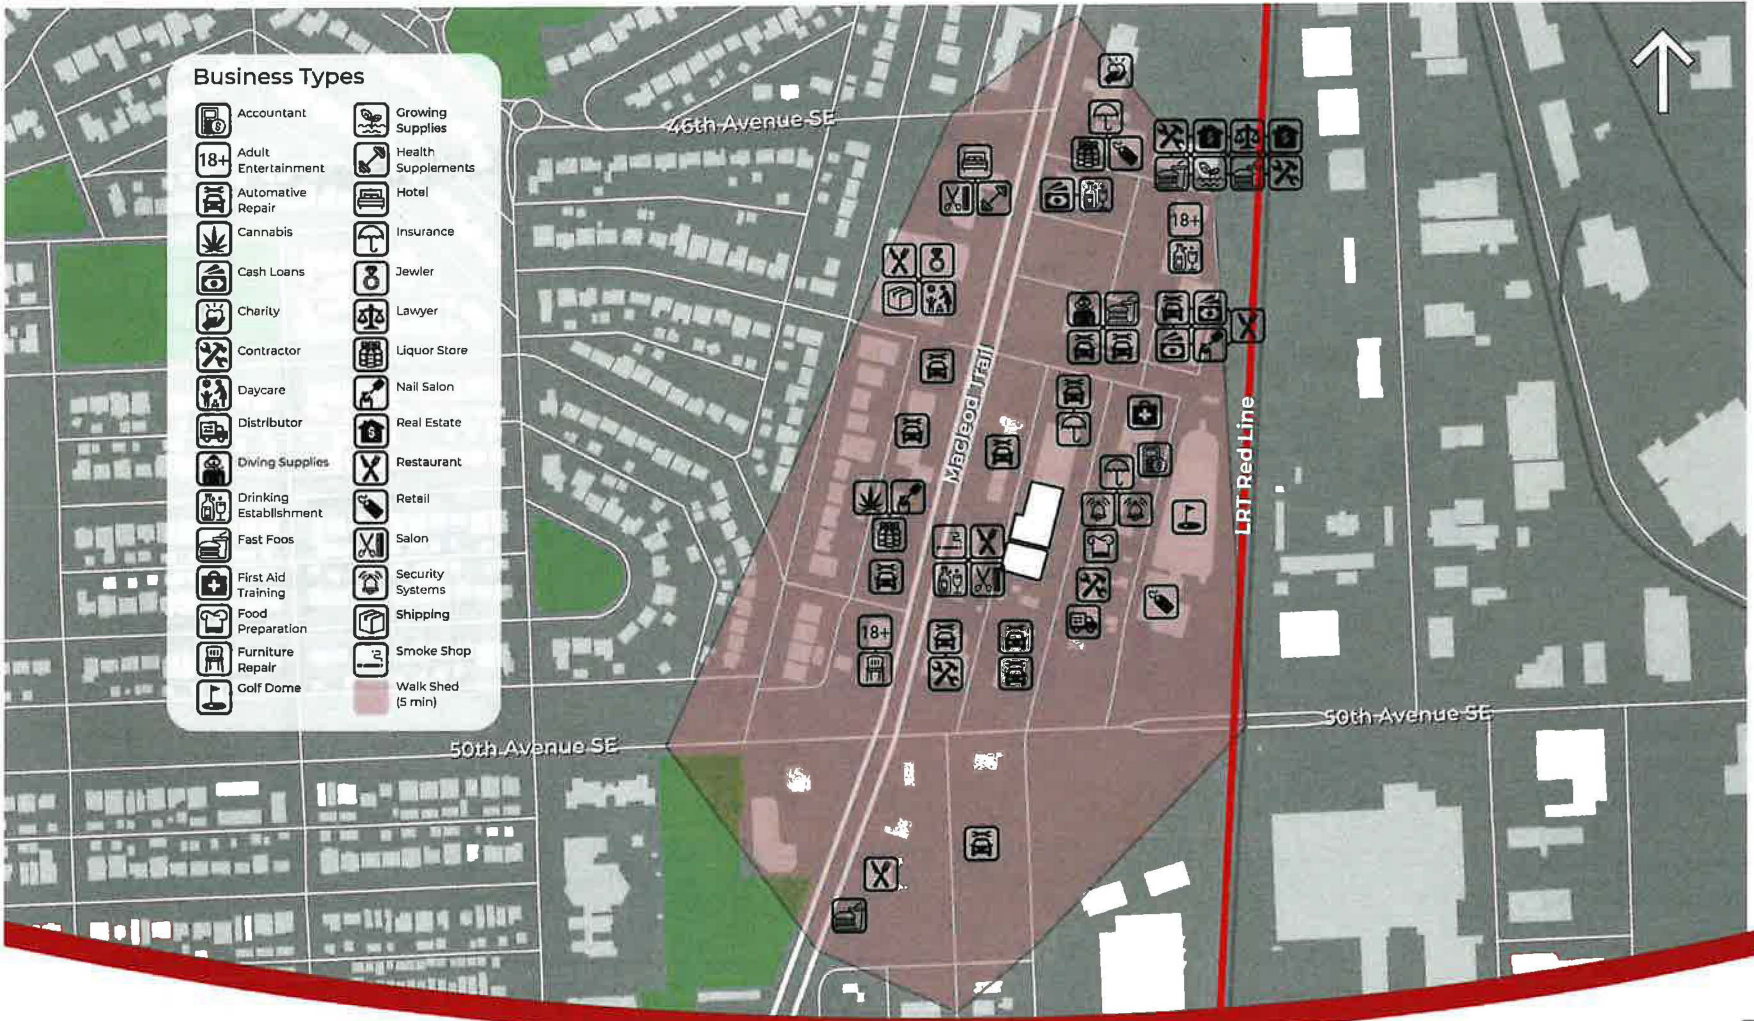 Business Types
Accountant
18+
Adult
Entertainment
Automative
Repair
Cannabis
Cash Loans
Charity
Contractor
Daycare
Distributor
Diving Supplies
Drinking
Establishment
Fast Foos
First Aid
Training
Food
Preparation
Furniture
Repair
Golf Dome
Growing
Supplies
Health
Supplements
Hotel
Insurance
Jewler
Lawyer
Liquor Store
Nail Salon
Real Estate
Restaurant
Retail
Salon
Security
Systems
Shipping
Smoke Shop
Walk Shed
(5 min)
46th Avenue SE
18+
Macleod Trail
LRT Red Line
18+
50th Avenue SE
50th Avenue SE